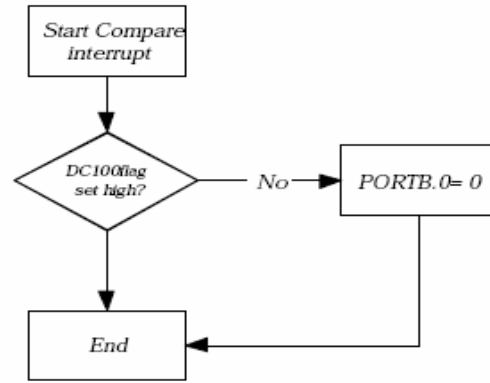 Start Compare
interrupt
DC100flag
set high?
No
PORTB.0= 0
End